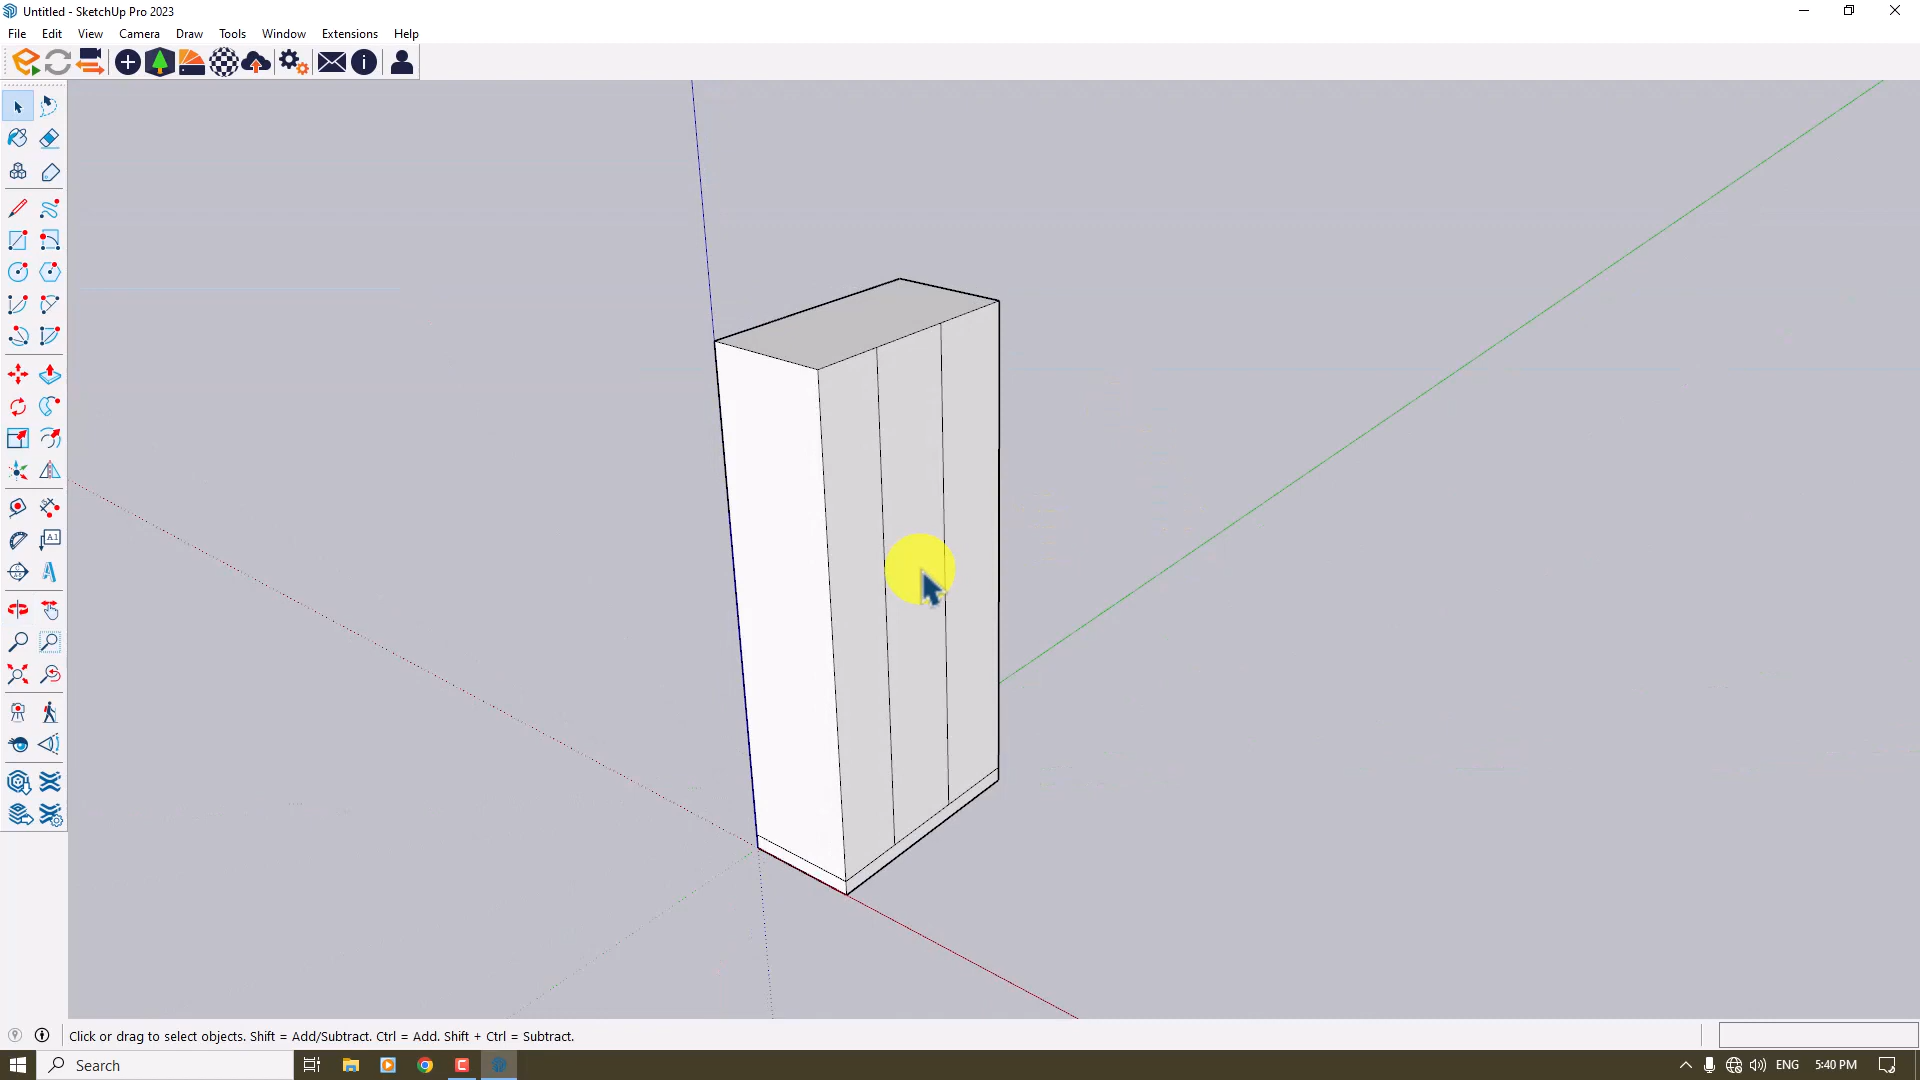 Untitled - SketchUp Pro 2023
File Edit View Camera Draw Tools Window Extensions Help
A1
A
Click or drag to select objects. Shift = Add/Subtract. Ctrl = Add. Shift + Ctrl = Subtract.
Search
ENG
5:40 PM